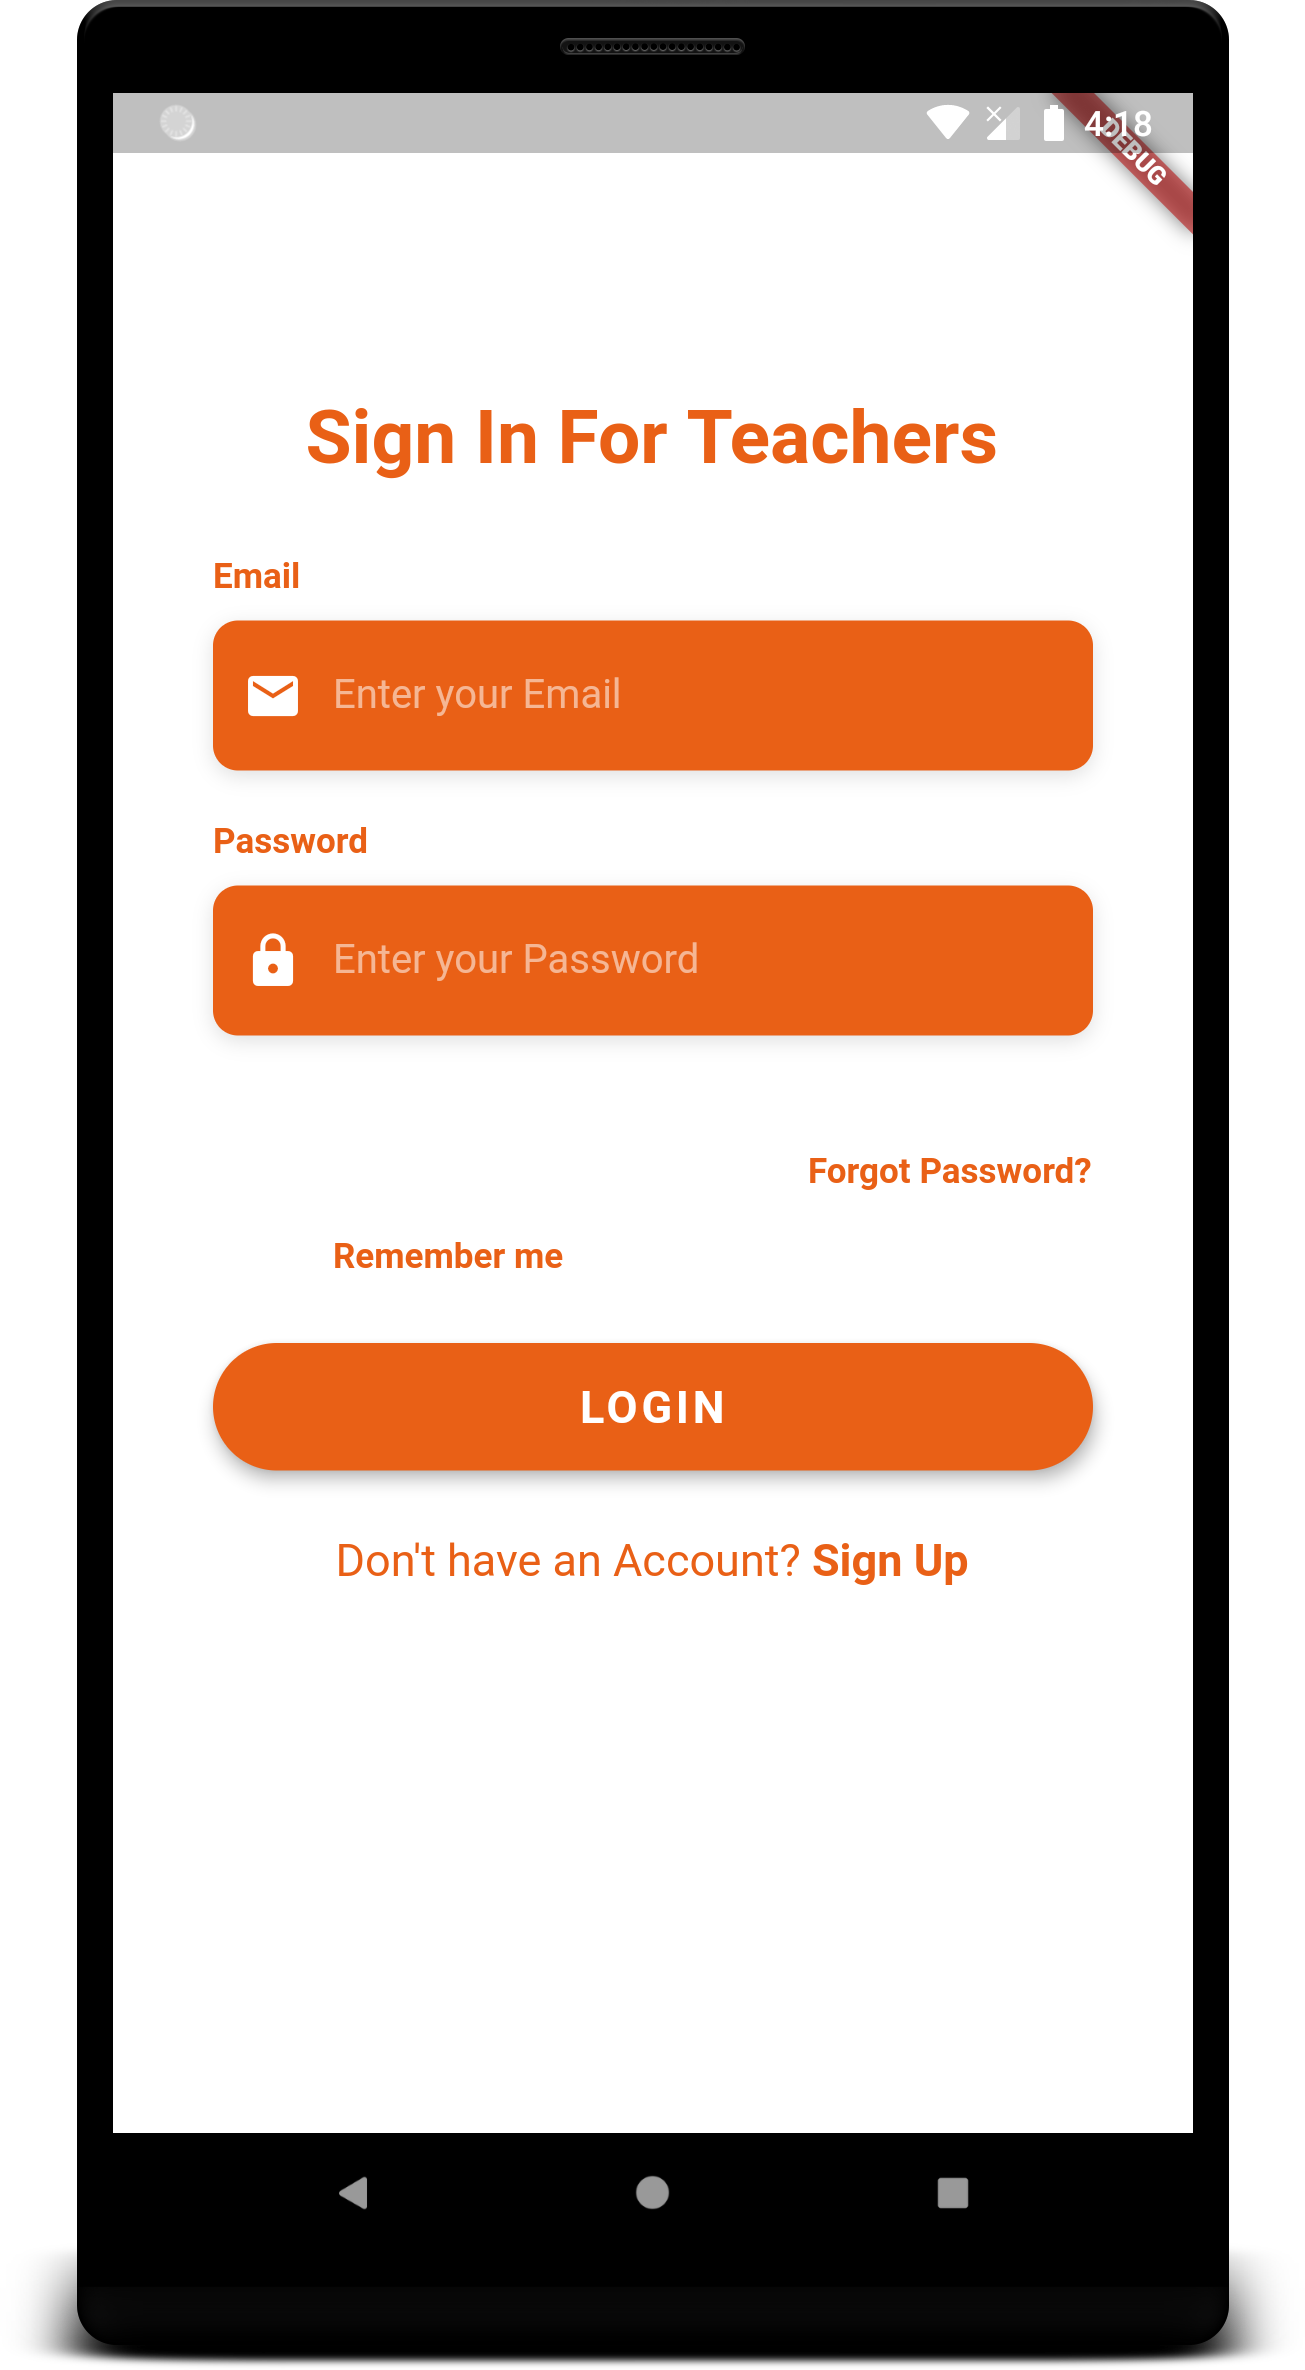 4:18
DEBUG
Sign In For Teachers
Email
Enter your Email
Password
Enter your Password
Forgot Password?
Remember me
LOGIN
Don't have an Account? Sign Up